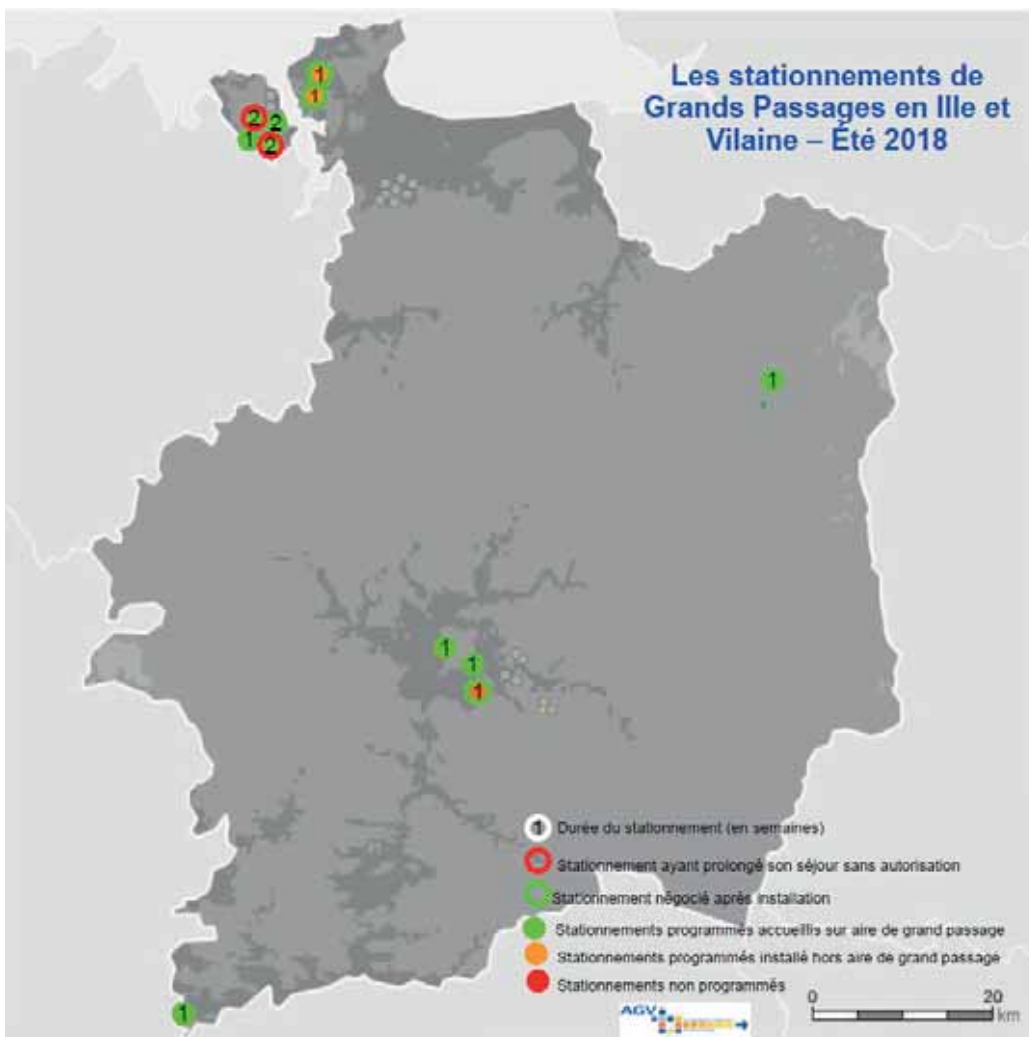 Les stationnements de
Grands Passages en Ille et
Vilaine – Été 2018
1
1
2
2
1
2
1
1
1
1
1
1 Durée du stationnement (en semaines)
Stationnement ayant prolongé son séjour sans autorisation
Stationnement négocié après installation
Stationnements programmés accueillis sur aire de grand passage
Stationnements programmés installé hors aire de grand passage
Stationnements non programmés
AGV
0 20
km